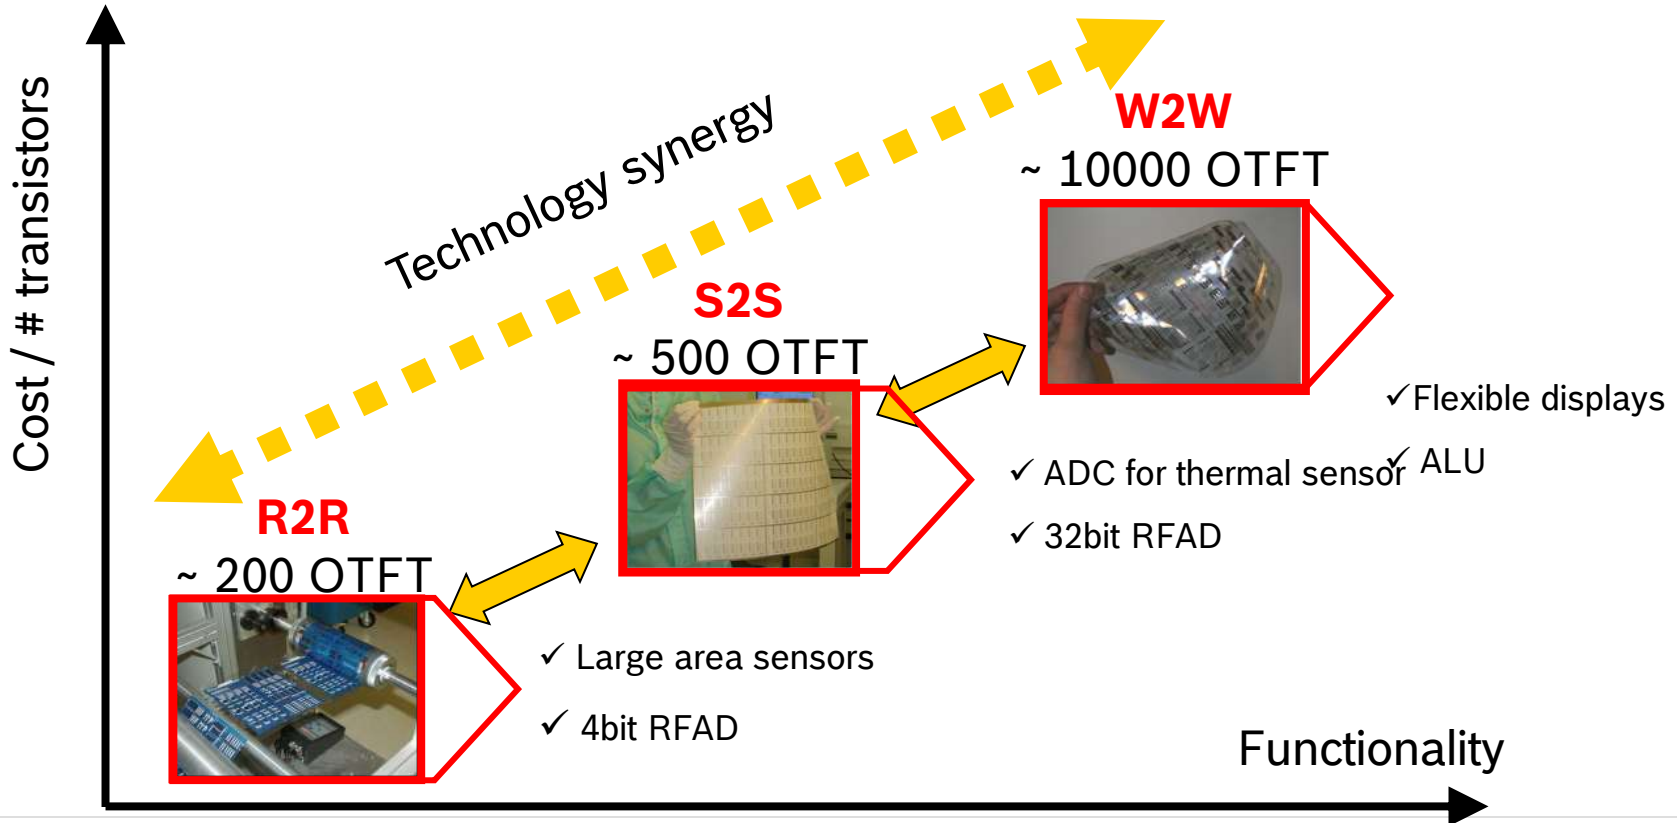 Cost / # transistors
Technology synergy
W2W
~ 10000 OTFT
S2S
~ 500 OTFT
✓Flexible displays
✓ ALU
✓ ADC for thermal sensor
✓ 32bit RFAD
R2R
~ 200 OTFT
✓ Large area sensors
✓ 4bit RFAD
Functionality